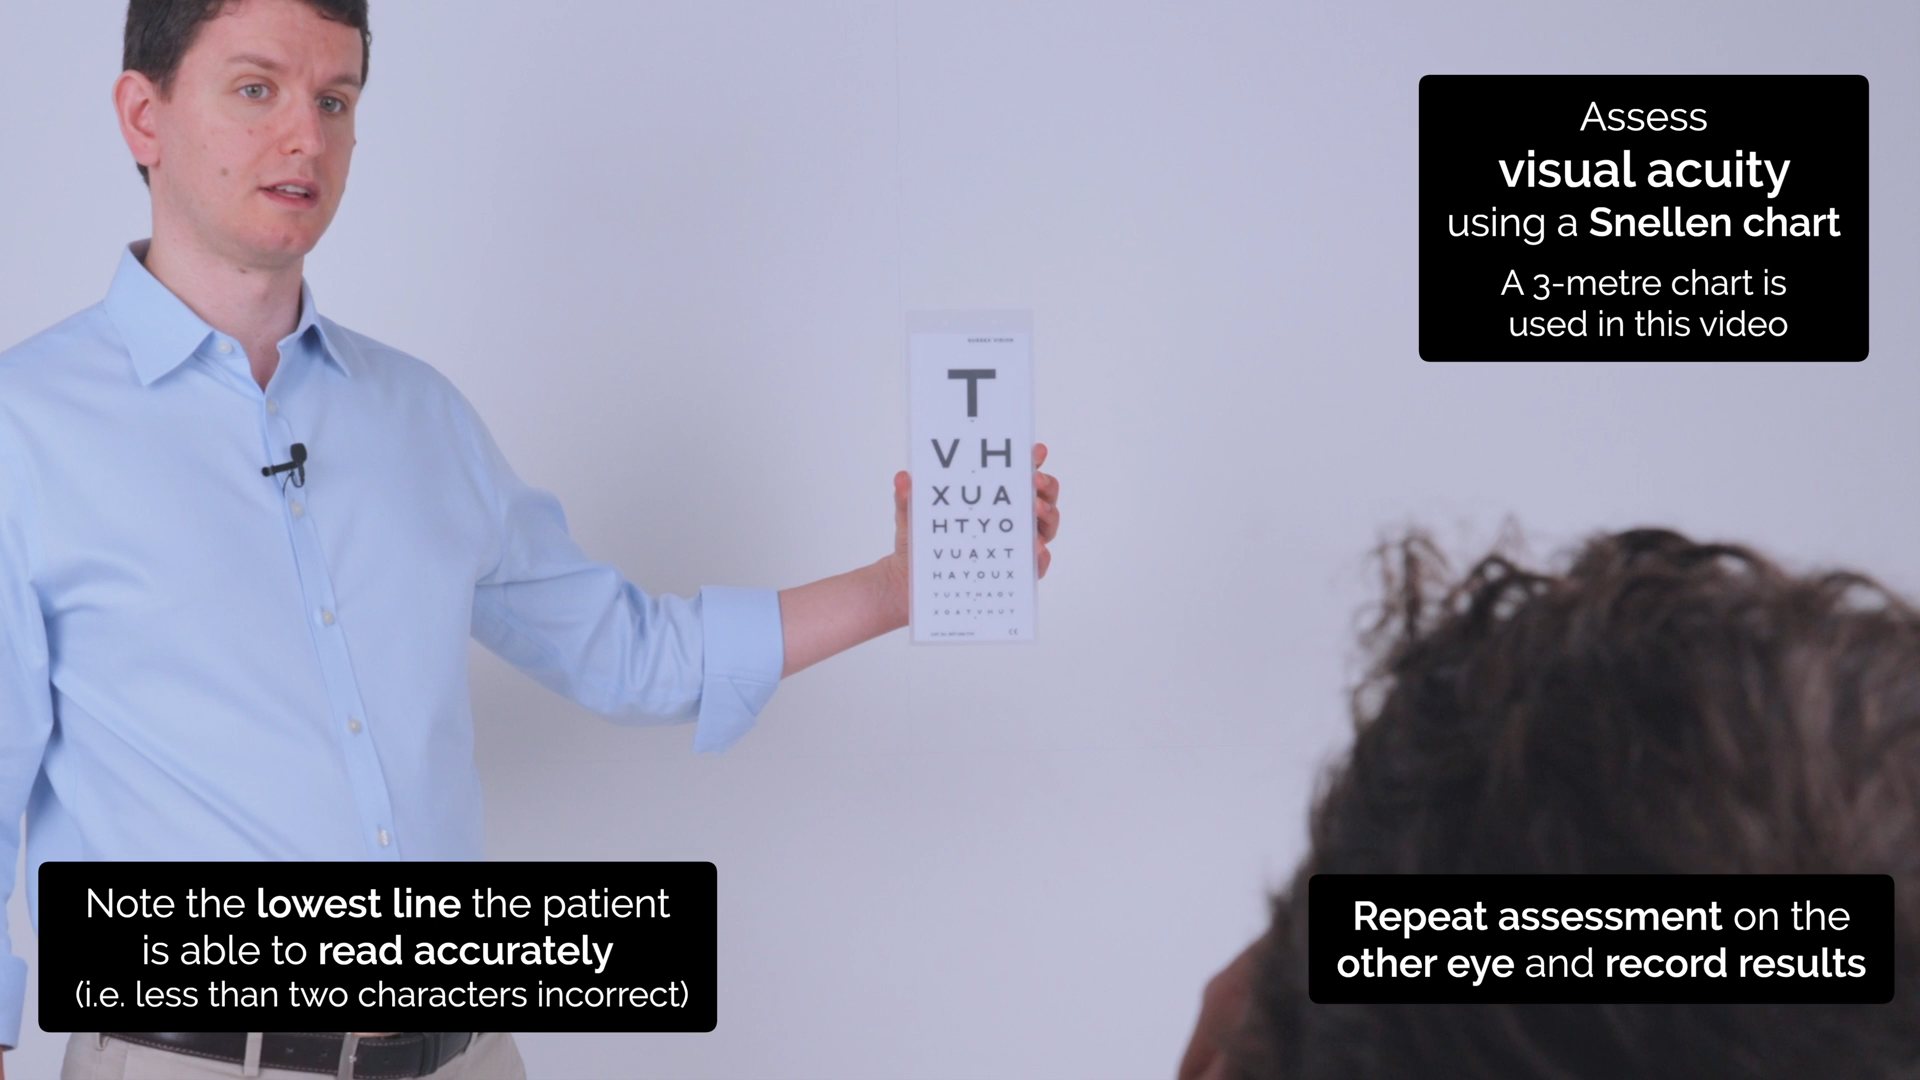 Assess
visual acuity
using a Snellen chart
A 3-metre chart is
used in this video
T
V H
X U A
H T Y O
V U A X T
H A Y O U X
Note the lowest line the patient
is able to read accurately
(i.e. less than two characters incorrect)
Repeat assessment on the
other eye and record results